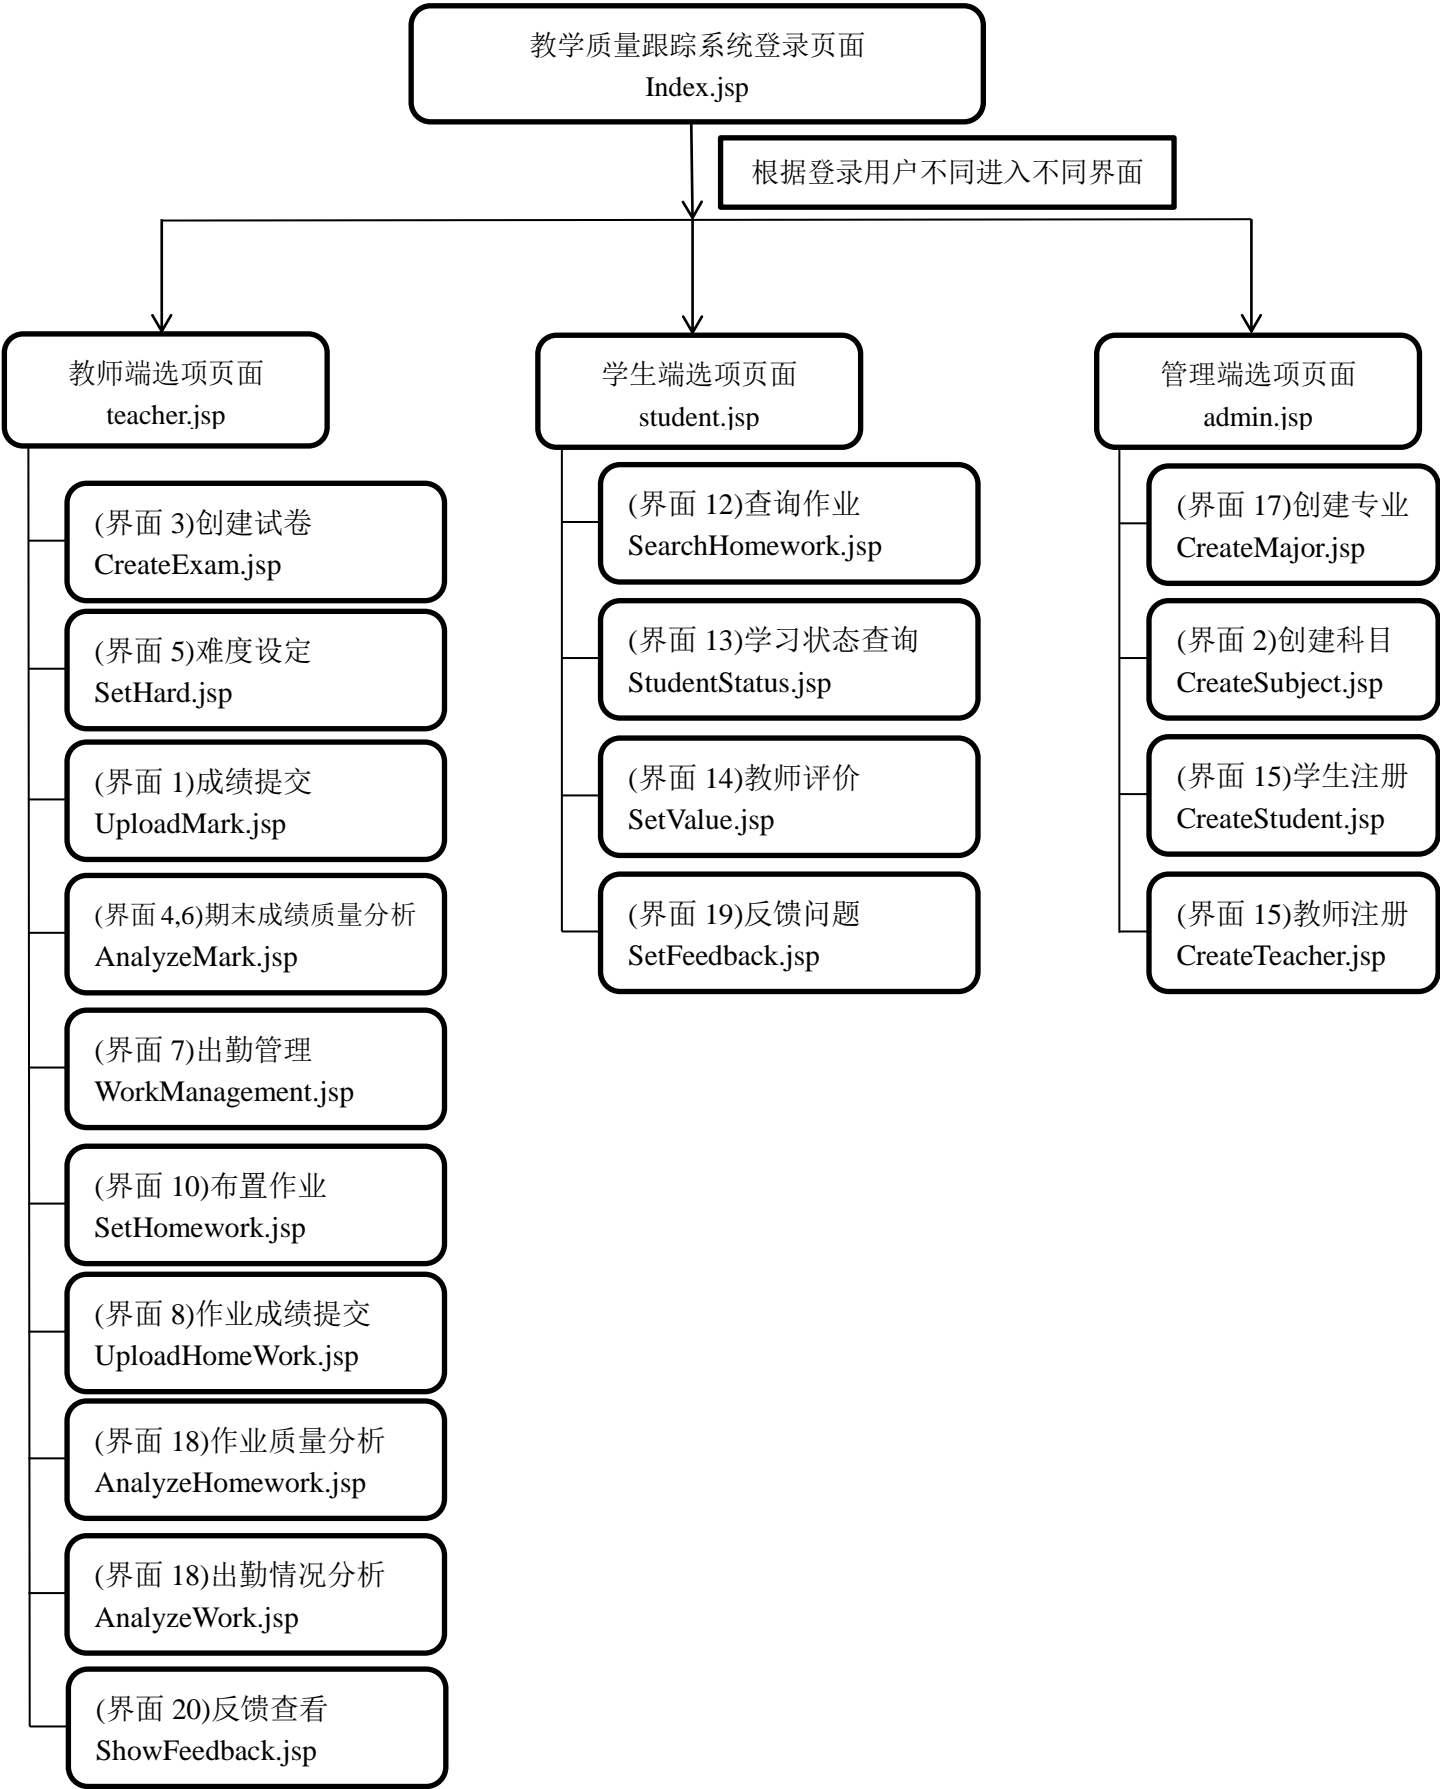 教学质量跟踪系统登录页面
Index.jsp
根据登录用户不同进入不同界面
教师端选项页面
teacher.jsp
(界面 3)创建试卷
CreateExam.jsp
(界面 5)难度设定
SetHard.jsp
(界面 1)成绩提交
UploadMark.jsp
(界面 4,6)期末成绩质量分析
AnalyzeMark.jsp
(界面 7)出勤管理
WorkManagement.jsp
(界面 10)布置作业
SetHomework.jsp
(界面 8)作业成绩提交
UploadHomeWork.jsp
(界面 18)作业质量分析
AnalyzeHomework.jsp
(界面 18)出勤情况分析
AnalyzeWork.jsp
(界面 20)反馈查看
ShowFeedback.jsp
学生端选项页面
student.jsp
(界面 12)查询作业
SearchHomework.jsp
(界面 13)学习状态查询
StudentStatus.jsp
(界面 14)教师评价
SetValue.jsp
(界面 19)反馈问题
SetFeedback.jsp
管理端选项页面
admin.jsp
(界面 17)创建专业
CreateMajor.jsp
(界面 2)创建科目
CreateSubject.jsp
(界面 15)学生注册
CreateStudent.jsp
(界面 15)教师注册
CreateTeacher.jsp